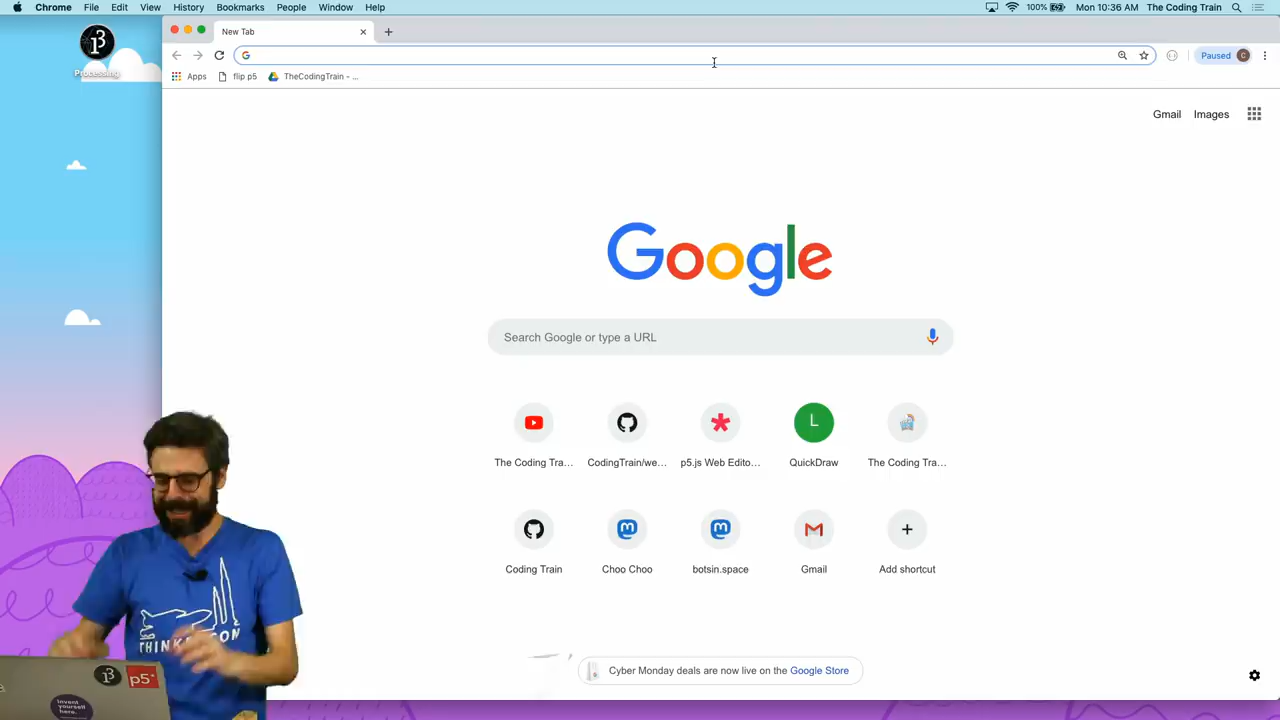 Chrome File Edit View History Bookmarks People Window Help 100% Mon 10:36 AM The Coding Train
New Tab
Paused C
Apps flip p5 TheCodingTrain - ...
Processing
Gmail Images
Google
Search Google or type a URL
L
The Coding Tra... CodingTrain/we... p5.js Web Edito... QuickDraw The Coding Tra...
Coding Train Choo Choo botsin.space Gmail Add shortcut
Cyber Monday deals are now live on the Google Store
p5*
Invent
yourself
here.